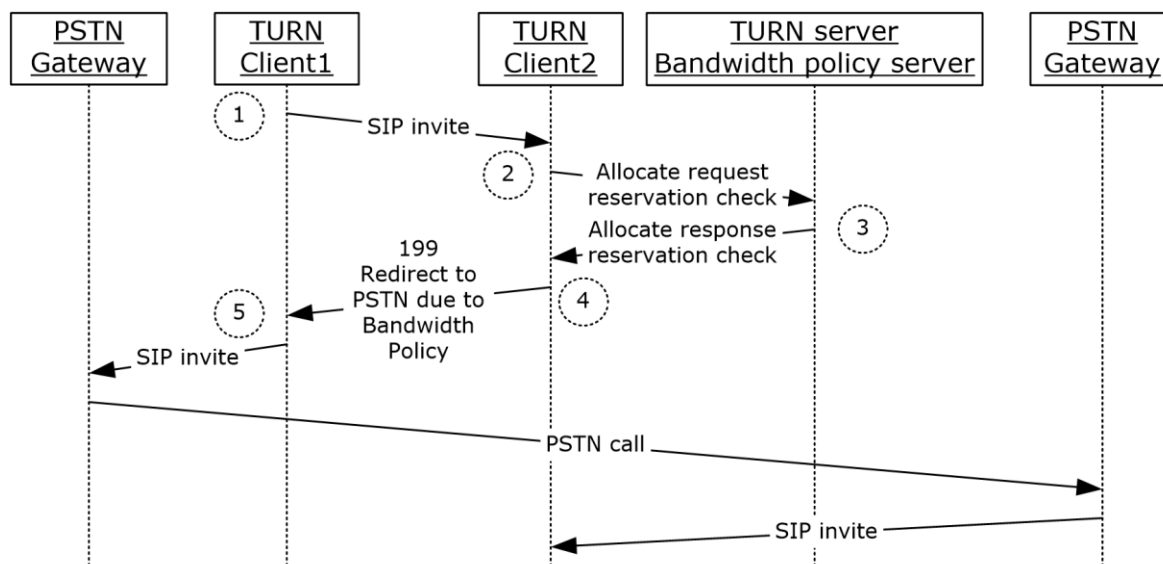 PSTN
Gateway
TURN
Client1
TURN
Client2
TURN server
Bandwidth policy server
PSTN
Gateway
1
SIP invite
2
Allocate request
reservation check
3
Allocate response
reservation check
199
Redirect to
PSTN due to
Bandwidth
Policy
4
5
SIP invite
PSTN call
SIP invite